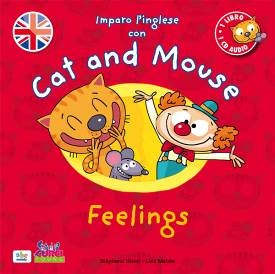 Imparo l'inglese
con
Cat and Mouse
1 LIBRO
1 CD AUDIO
Feelings
Stéphane Husar - Loïc Méhée